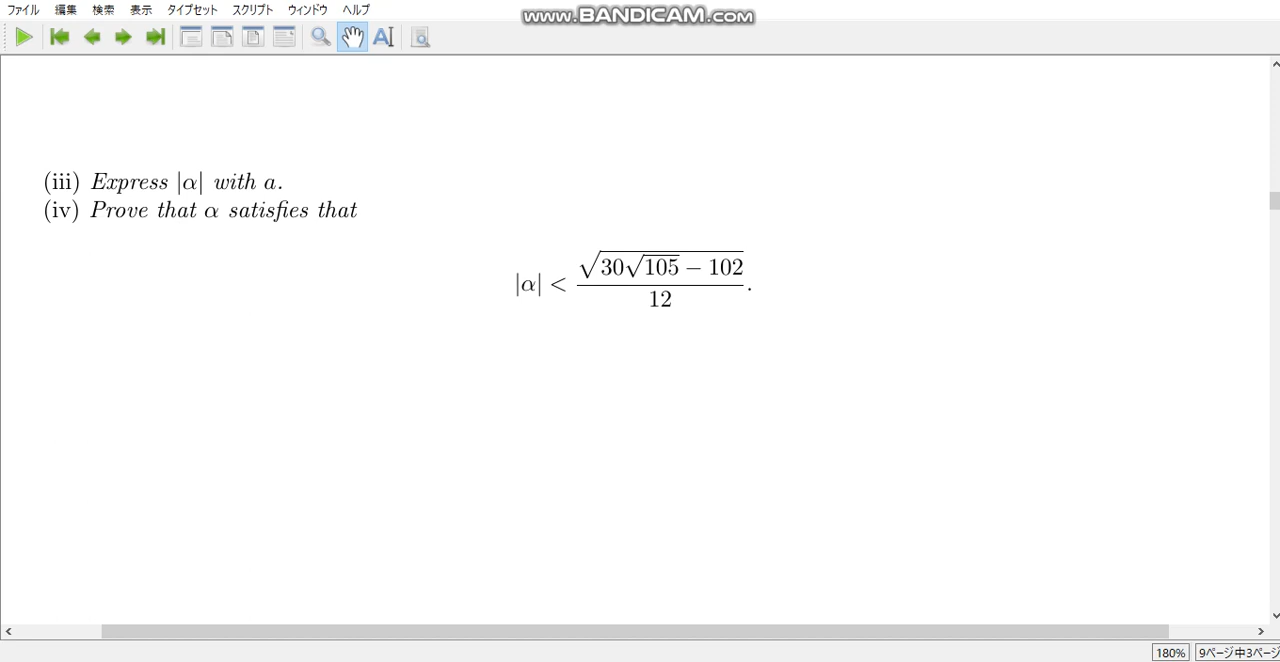 ファイル 編集 検索 表示 タイプセット スクリプト ウィンドウ ヘルプ
www.BANDICAM.com
(iii) Express |α| with a.
(iv) Prove that α satisfies that
|α| < √(30√105 − 102) / 12.
180% 9ページ中3ページ